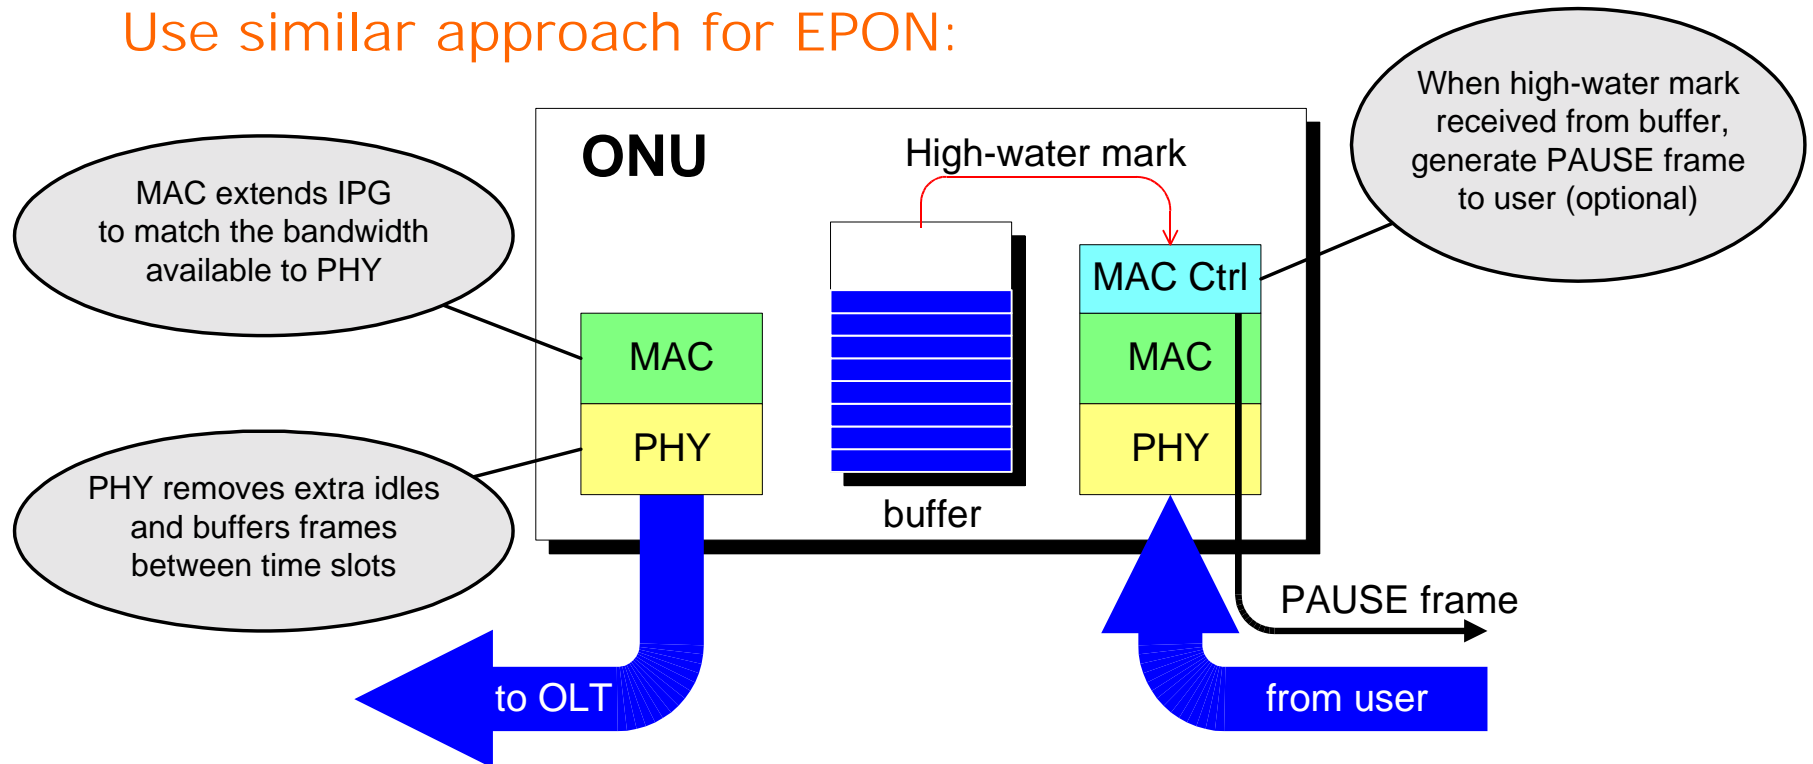 Use similar approach for EPON:
When high-water mark
received from buffer,
generate PAUSE frame
to user (optional)
ONU
High-water mark
MAC extends IPG
to match the bandwidth
available to PHY
MAC Ctrl
MAC
MAC
PHY
PHY
PHY removes extra idles
and buffers frames
between time slots
buffer
PAUSE frame
to OLT
from user